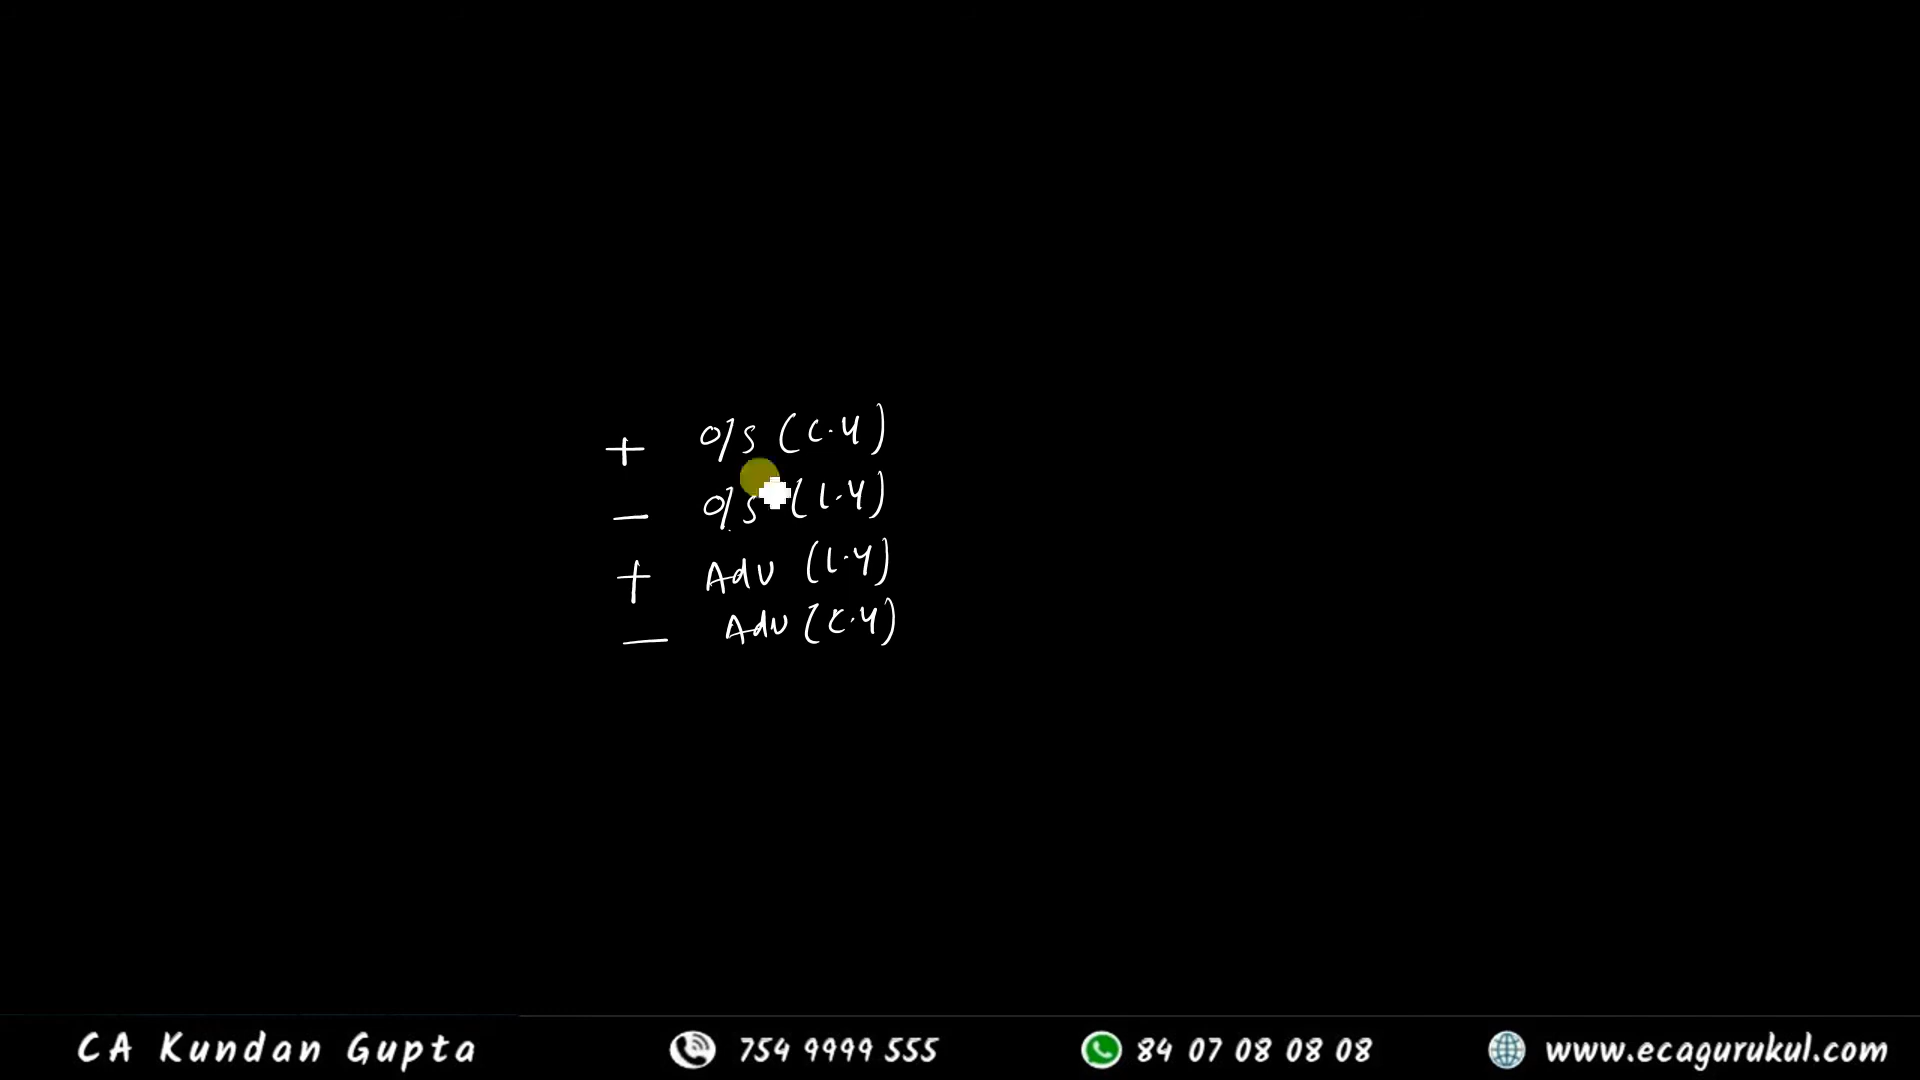 + O/S (C.Y)
- O/S (L.Y)
+ Adv (L.Y)
- Adv (C.Y)
CA Kundan Gupta 754 9999 555 84 07 08 08 08 www.ecagurukul.com